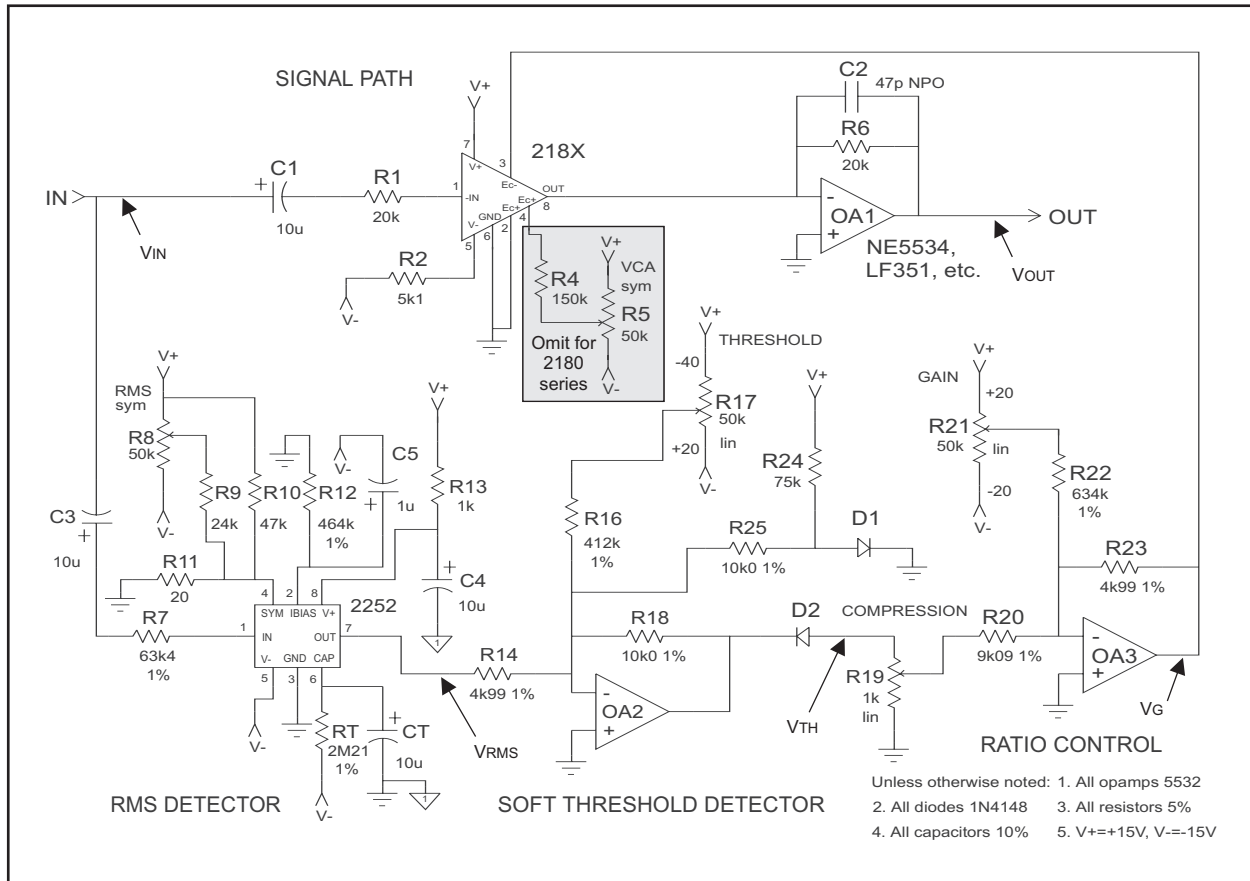 SIGNAL PATH
V+
7
V+
3
218X
Ec-
IN
C1
+
10u
R1
20k
1
-IN
OUT
8
Ec+
Ec+
4
GND
2
V-
5
6
VIN
R2
5k1
V-
C2
47p NPO
R6
20k
-
+
OA1
OUT
NE5534,
LF351, etc.
VOUT
R4
150k
V+
VCA
sym
R5
50k
V-
Omit for
2180
series
V+
THRESHOLD
-40
R17
50k
lin
+20
V-
V+
R24
75k
V+
GAIN
+20
R21
50k
lin
-20
V-
R22
634k
1%
V+
RMS
sym
R8
50k
V-
R9
24k
R10
47k
R12
464k
1%
V-
C5
1u
+
V+
R13
1k
C4
10u
+
1
R16
412k
1%
R25
10k0 1%
D1
R23
4k99 1%
C3
+
10u
R11
20
R7
63k4
1%
4
2
8
2252
SYM
IBIAS
V+
1
IN
OUT
7
V-
GND
CAP
5
3
6
V-
RT
2M21
1%
V-
+
CT
10u
1
R14
4k99 1%
VRMS
R18
10k0 1%
-
+
OA2
D2
COMPRESSION
VTH
R19
1k
lin
R20
9k09 1%
-
+
OA3
VG
RATIO CONTROL
RMS DETECTOR
SOFT THRESHOLD DETECTOR
Unless otherwise noted: 1. All opamps 5532
2. All diodes 1N4148 3. All resistors 5%
4. All capacitors 10% 5. V+=+15V, V-=-15V